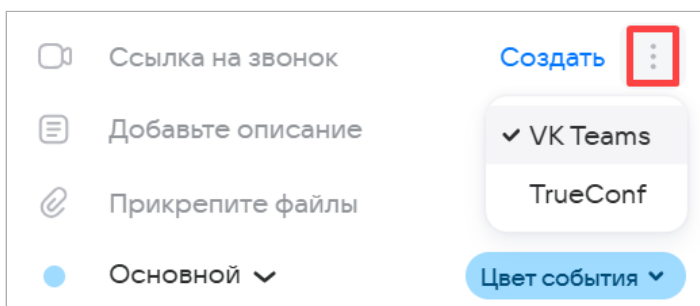 Ссылка на звонок Создать
Добавьте описание
VK Teams
Прикрепите файлы
TrueConf
Основной
Цвет события